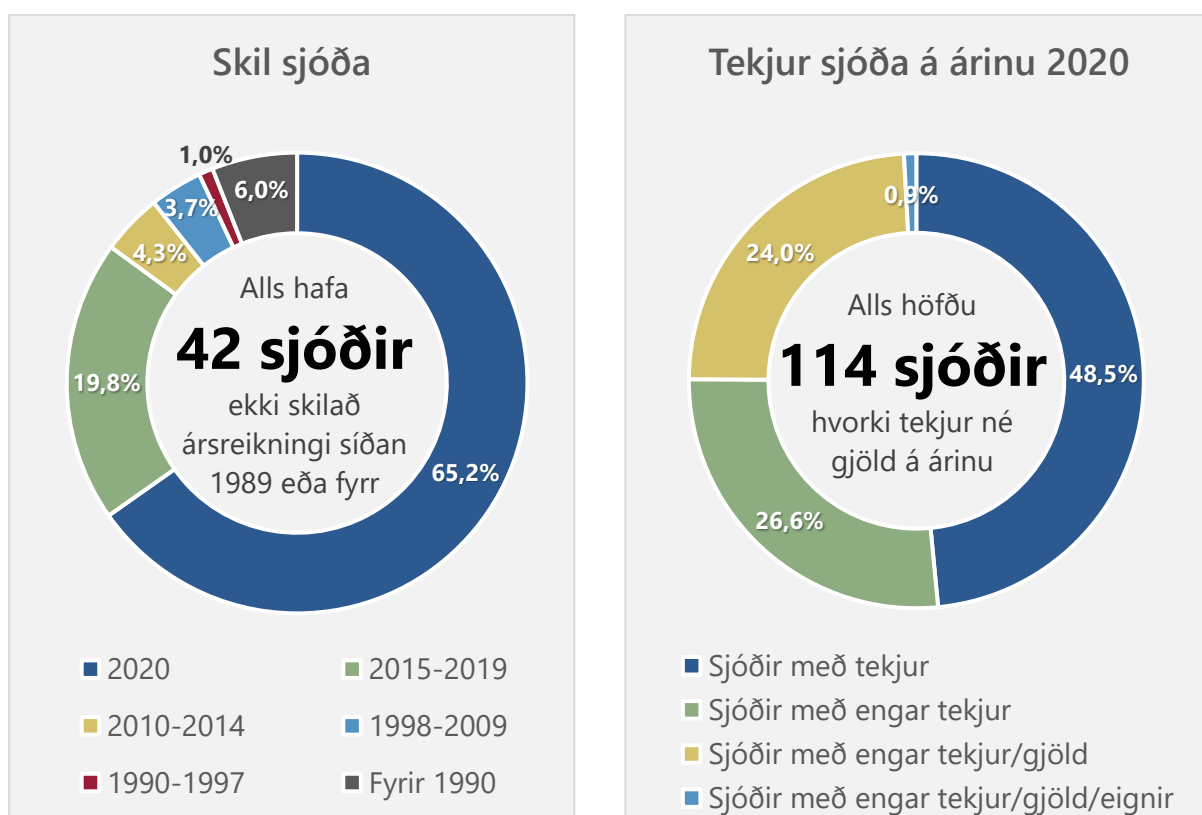 Skil sjóða
1,0%
6,0%
3,7%
4,3%
19,8%
65,2%
Alls hafa
42 sjóðir
ekki skilað
ársreikningi síðan
1989 eða fyrr
2020
2015-2019
2010-2014
1998-2009
1990-1997
Fyrir 1990
Tekjur sjóða á árinu 2020
0,9%
24,0%
48,5%
26,6%
Alls höfðu
114 sjóðir
hvorki tekjur né
gjöld á árinu
Sjóðir með tekjur
Sjóðir með engar tekjur
Sjóðir með engar tekjur/gjöld
Sjóðir með engar tekjur/gjöld/eignir